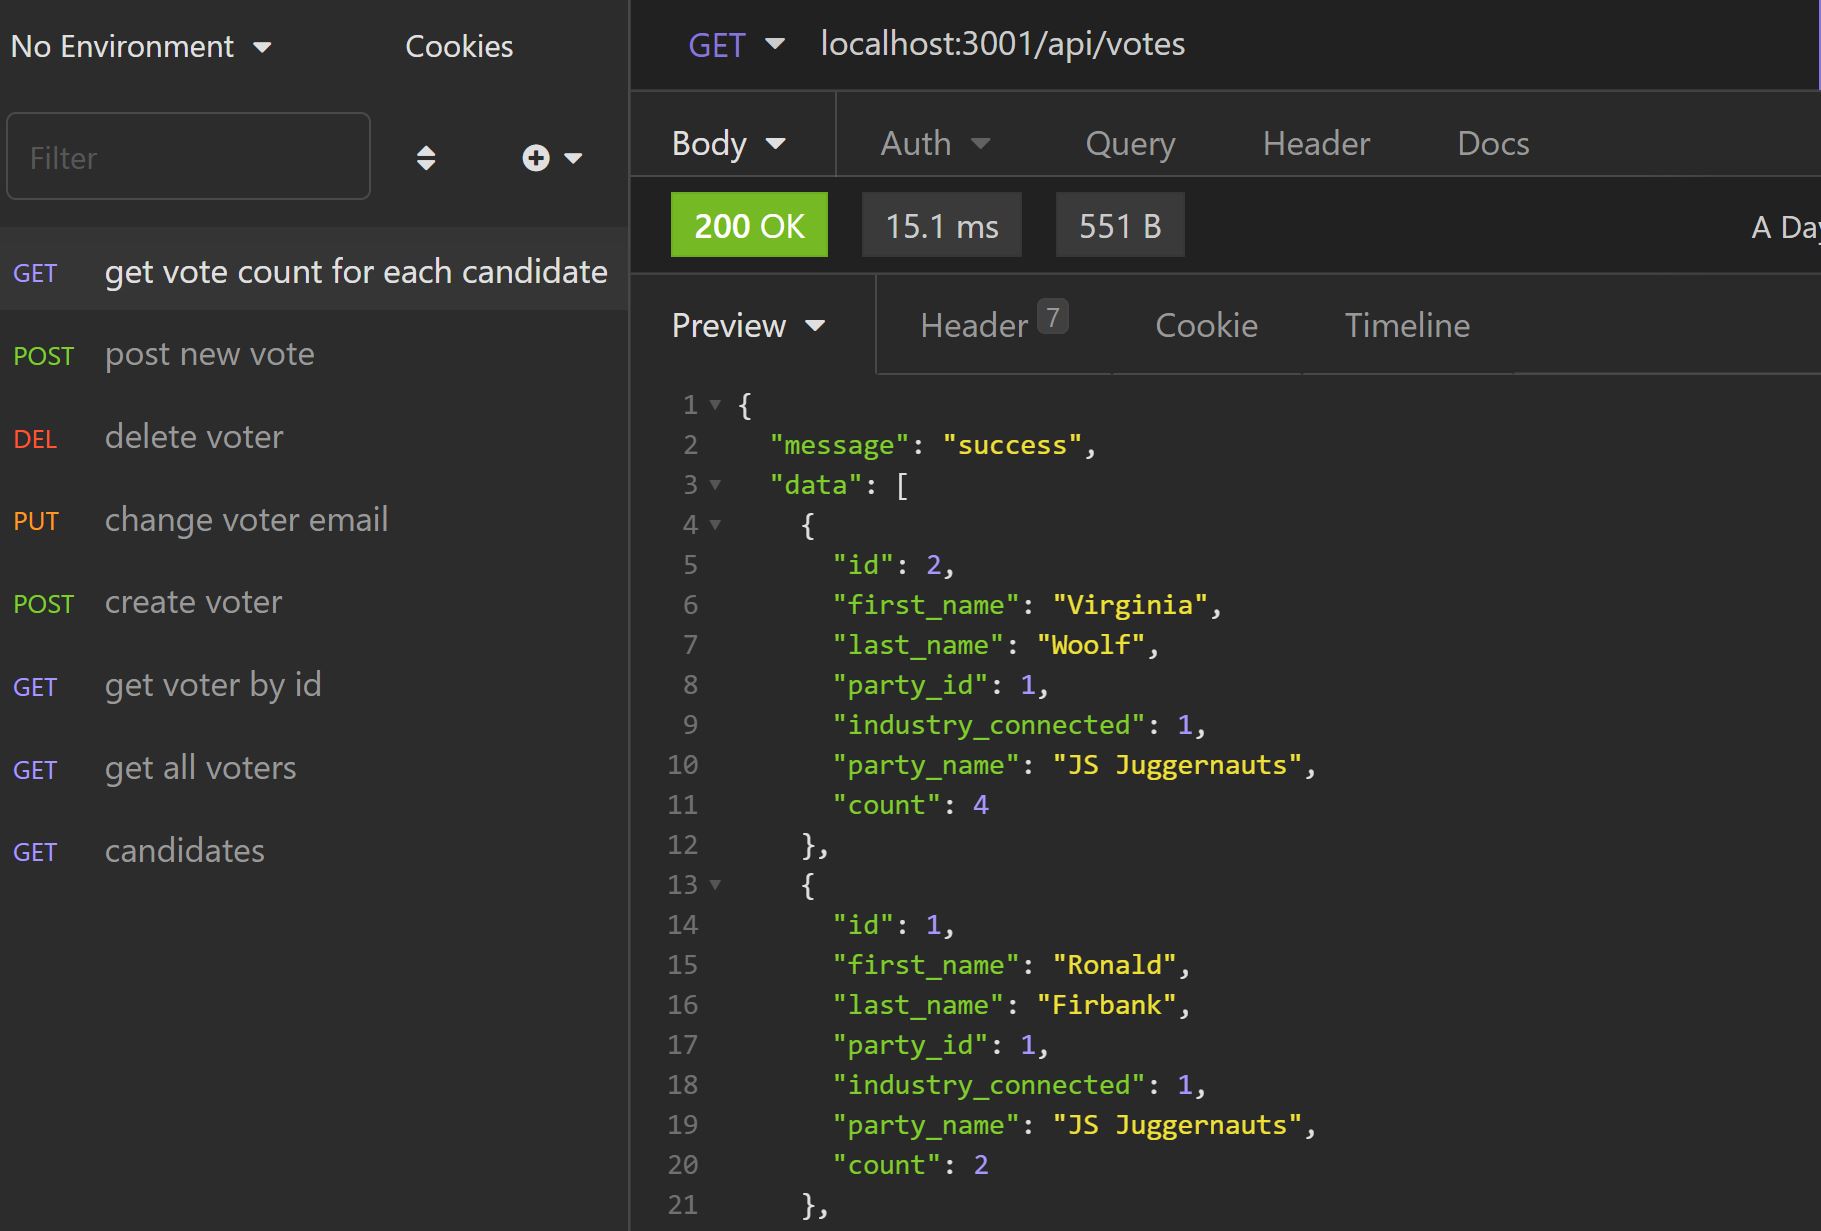 No Environment
Cookies
Filter
GET get vote count for each candidate
POST post new vote
DEL delete voter
PUT change voter email
POST create voter
GET get voter by id
GET get all voters
GET candidates
GET localhost:3001/api/votes
Body Auth Query Header Docs
200 OK 15.1 ms 551 B A Day
Preview Header 7 Cookie Timeline
1 {
2 "message": "success",
3 "data": [
4 {
5 "id": 2,
6 "first_name": "Virginia",
7 "last_name": "Woolf",
8 "party_id": 1,
9 "industry_connected": 1,
10 "party_name": "JS Juggernauts",
11 "count": 4
12 },
13 {
14 "id": 1,
15 "first_name": "Ronald",
16 "last_name": "Firbank",
17 "party_id": 1,
18 "industry_connected": 1,
19 "party_name": "JS Juggernauts",
20 "count": 2
21 },